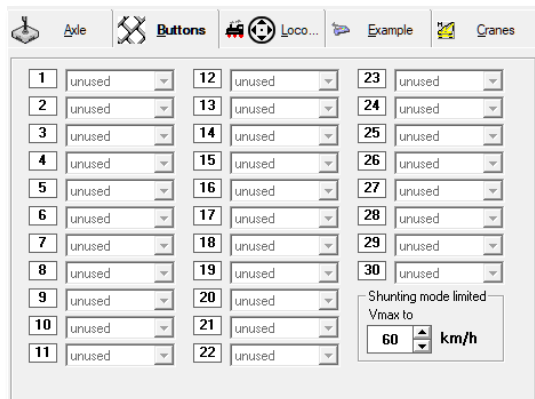 Axle Buttons Loco... Example Cranes
1 unused 12 unused 23 unused
2 unused 13 unused 24 unused
3 unused 14 unused 25 unused
4 unused 15 unused 26 unused
5 unused 16 unused 27 unused
6 unused 17 unused 28 unused
7 unused 18 unused 29 unused
8 unused 19 unused 30 unused
9 unused 20 unused Shunting mode limited
Vmax to
10 unused 21 unused 60 km/h
11 unused 22 unused